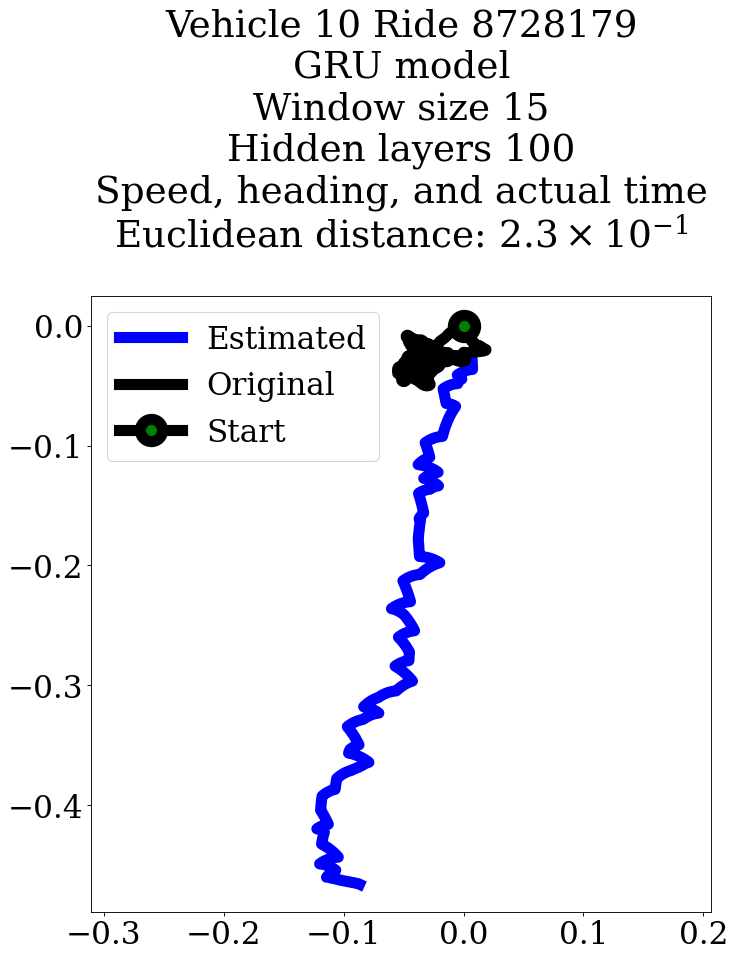 Vehicle 10 Ride 8728179
GRU model
Window size 15
Hidden layers 100
Speed, heading, and actual time
Euclidean distance: 2.3 × 10⁻¹
Estimated
Original
Start
0.0
−0.1
−0.2
−0.3
−0.4
−0.3 −0.2 −0.1 0.0 0.1 0.2